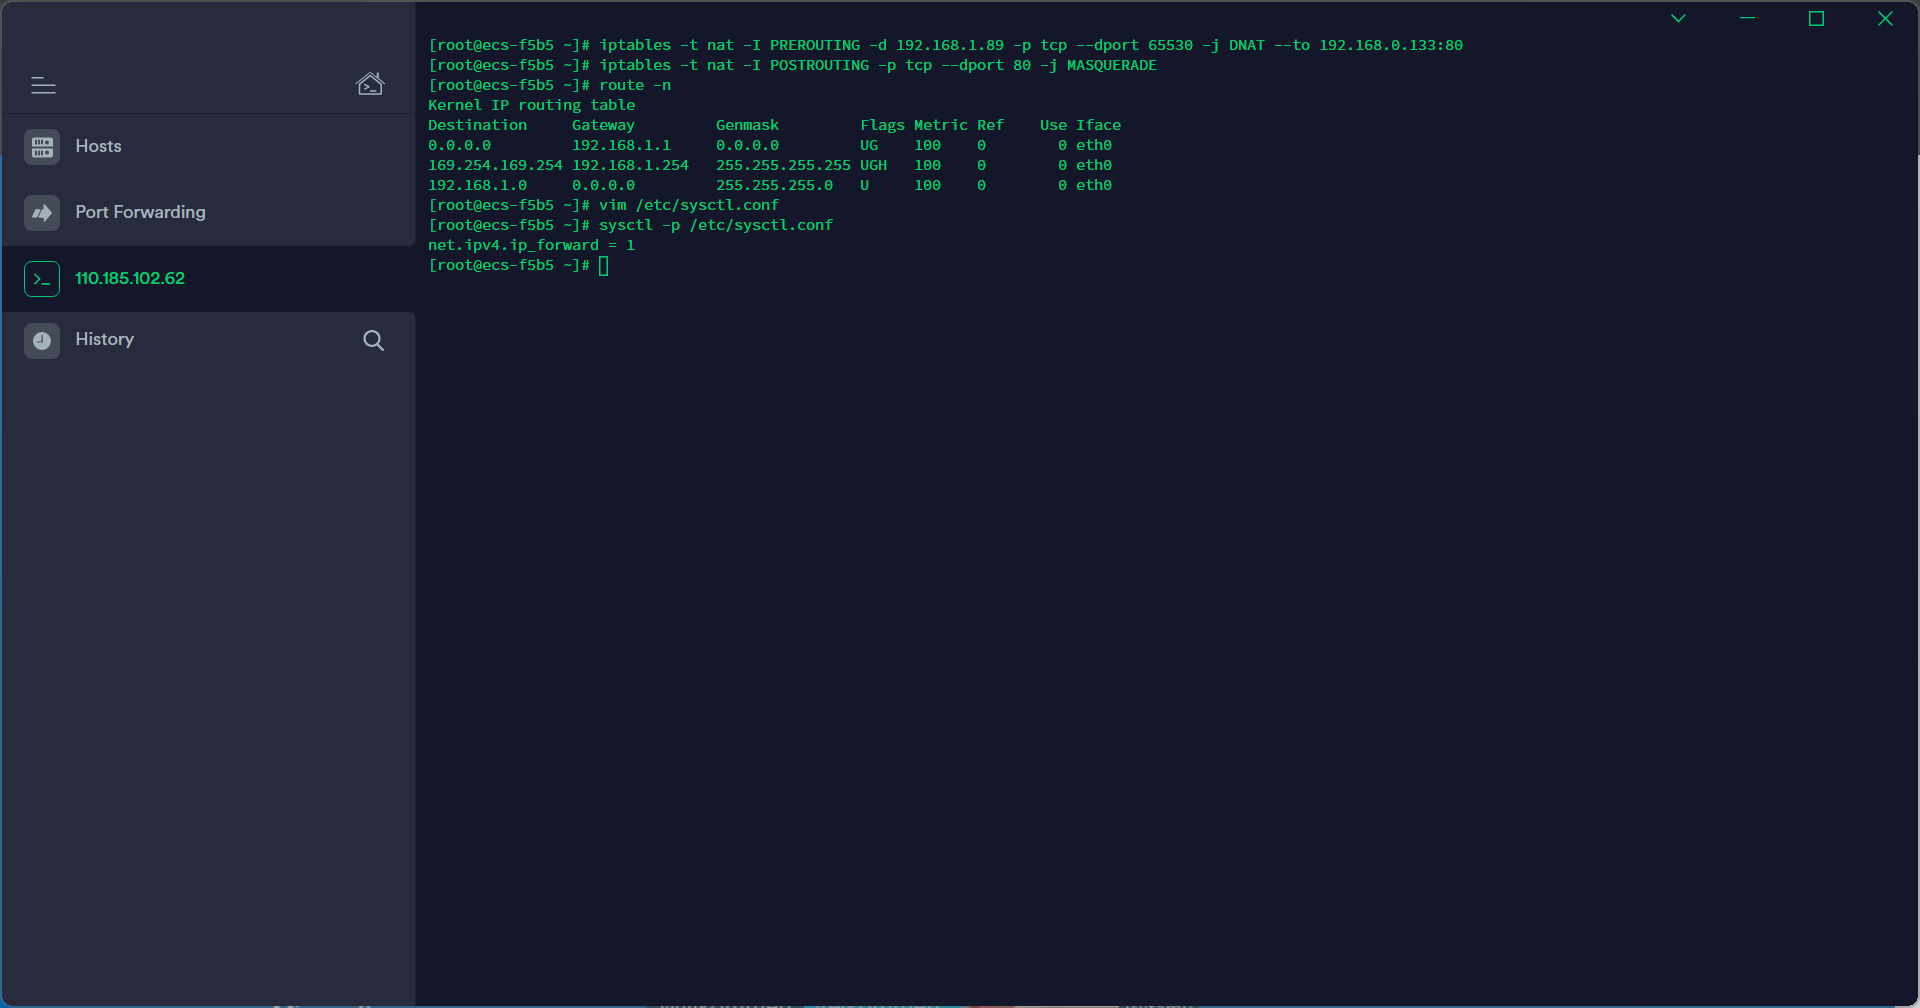 Hosts
Port Forwarding
110.185.102.62
History
[root@ecs-f5b5 ~]# iptables -t nat -I PREROUTING -d 192.168.1.89 -p tcp --dport 65530 -j DNAT --to 192.168.0.133:80
[root@ecs-f5b5 ~]# iptables -t nat -I POSTROUTING -p tcp --dport 80 -j MASQUERADE
[root@ecs-f5b5 ~]# route -n
Kernel IP routing table
Destination     Gateway         Genmask         Flags Metric Ref    Use Iface
0.0.0.0         192.168.1.1     0.0.0.0         UG    100    0        0 eth0
169.254.169.254 192.168.1.254   255.255.255.255 UGH   100    0        0 eth0
192.168.1.0     0.0.0.0         255.255.255.0   U     100    0        0 eth0
[root@ecs-f5b5 ~]# vim /etc/sysctl.conf
[root@ecs-f5b5 ~]# sysctl -p /etc/sysctl.conf
net.ipv4.ip_forward = 1
[root@ecs-f5b5 ~]#